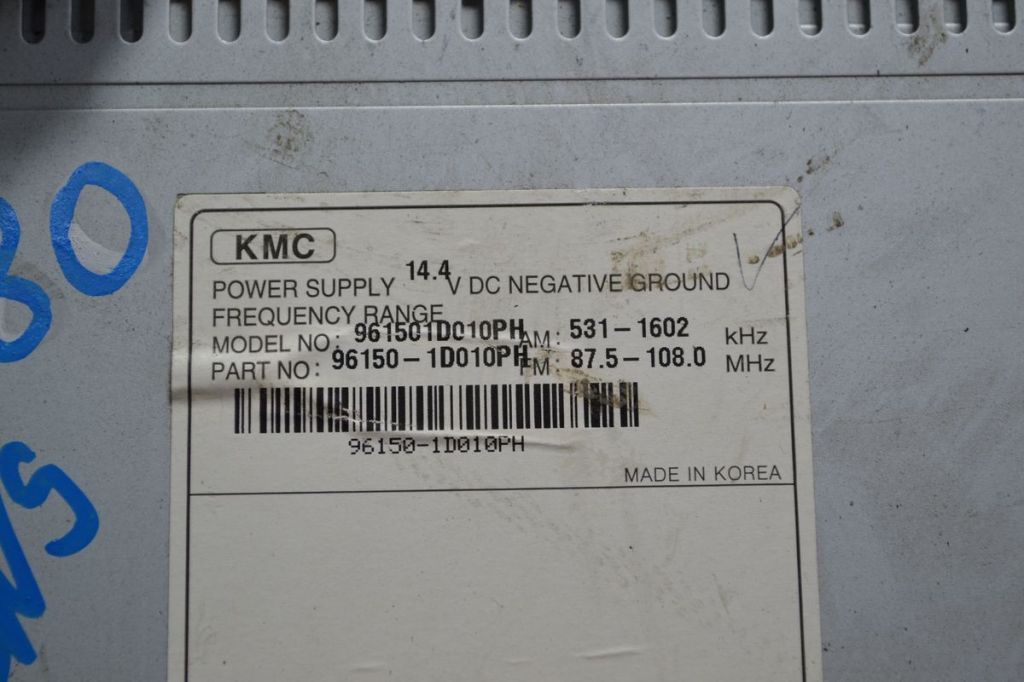 30
KMC
POWER SUPPLY 14.4 V DC NEGATIVE GROUND
FREQUENCY RANGE
MODEL NO: 961501D010PH AM: 531-1602 kHz
PART NO: 96150-1D010PH FM: 87.5-108.0 MHz
96150-1D010PH
MADE IN KOREA